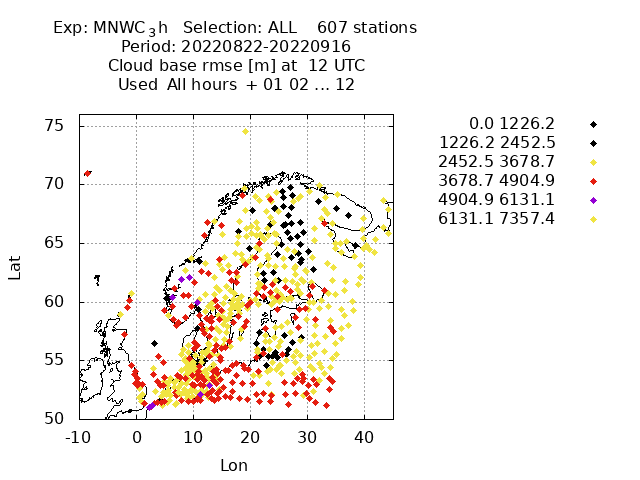 Exp: MNWC3h   Selection: ALL    607 stations
Period: 20220822-20220916
Cloud base rmse [m] at  12 UTC
Used  All hours  + 01 02 ... 12
0.0 1226.2
1226.2 2452.5
2452.5 3678.7
3678.7 4904.9
4904.9 6131.1
6131.1 7357.4
75
70
65
60
55
50
Lat
-10 0 10 20 30 40
Lon